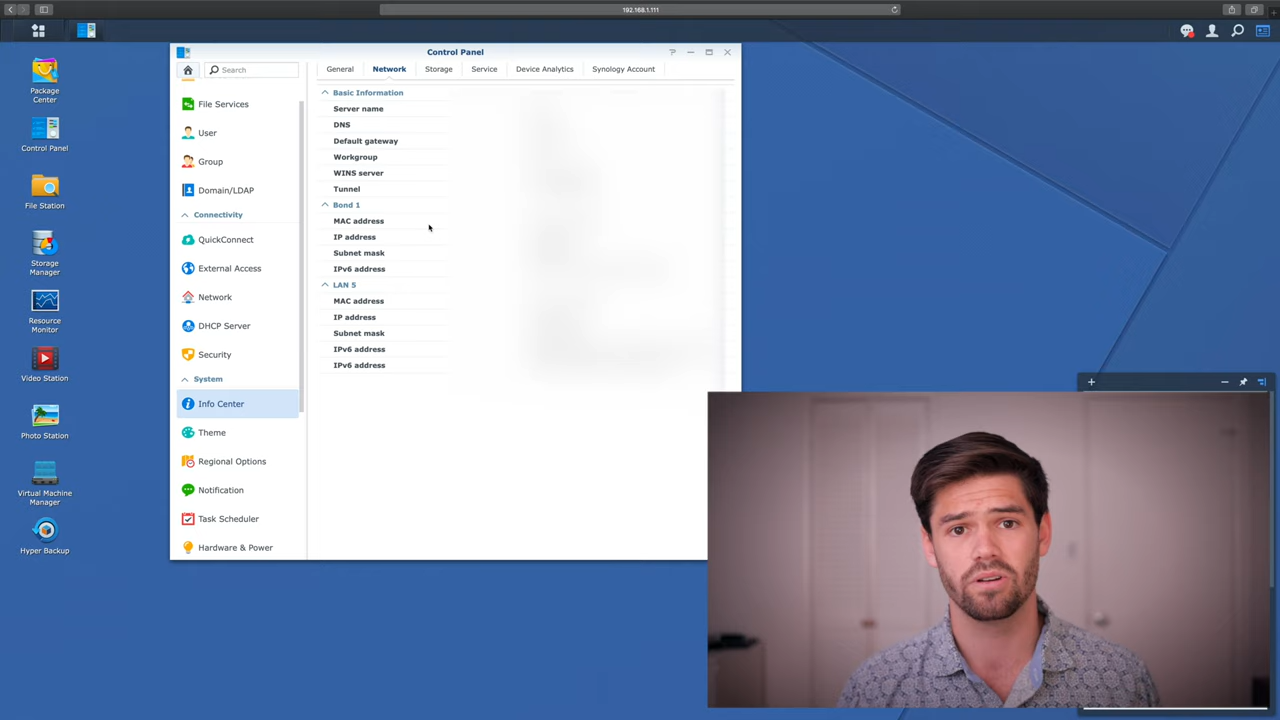 192.168.1.111
Control Panel
Search
General
Network
Storage
Service
Device Analytics
Synology Account
Package
Center
Control Panel
File Station
Storage
Manager
Resource
Monitor
Video Station
Photo Station
Virtual Machine
Manager
Hyper Backup
File Services
User
Group
Domain/LDAP
Connectivity
QuickConnect
External Access
Network
DHCP Server
Security
System
Info Center
Theme
Regional Options
Notification
Task Scheduler
Hardware & Power
Basic Information
Server name
DNS
Default gateway
Workgroup
WINS server
Tunnel
Bond 1
MAC address
IP address
Subnet mask
IPv6 address
LAN 5
MAC address
IP address
Subnet mask
IPv6 address
IPv6 address